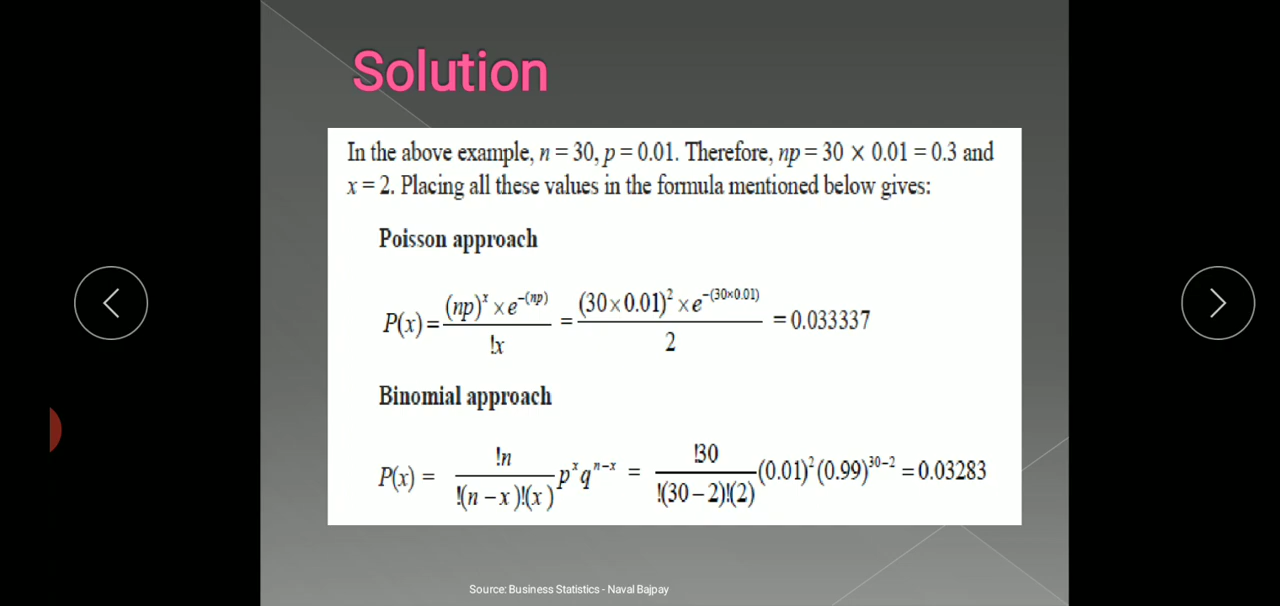 Solution
In the above example, n = 30, p = 0.01. Therefore, np = 30 × 0.01 = 0.3 and
x = 2. Placing all these values in the formula mentioned below gives:
Poisson approach
P(x) = (np)^x × e^−(np) / !x = (30×0.01)^2 × e^−(30×0.01) / 2 = 0.033337
Binomial approach
P(x) = !n / !(n − x)!(x) p^x q^n−x = !30 / !(30 − 2)!(2) (0.01)^2 (0.99)^30−2 = 0.03283
Source: Business Statistics - Naval Bajpay